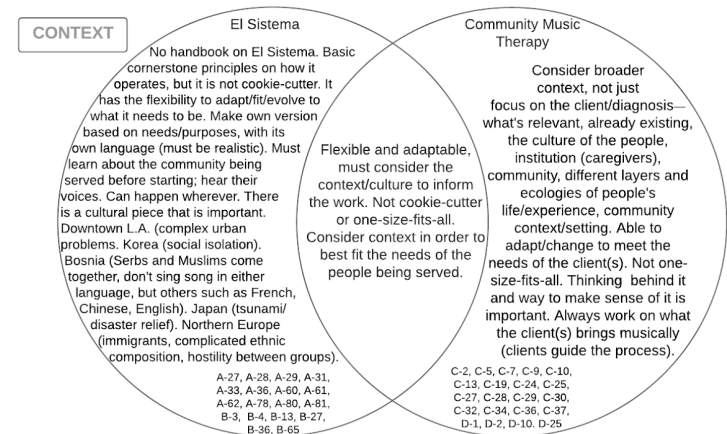 CONTEXT
El Sistema
No handbook on El Sistema. Basic
cornerstone principles on how it
operates, but it is not cookie-cutter. It
has the flexibility to adapt/fit/evolve to
what it needs to be. Make own version
based on needs/purposes, with its
own language (must be realistic). Must
learn about the community being
served before starting; hear their
voices. Can happen wherever. There
is a cultural piece that is important.
Downtown L.A. (complex urban
problems. Korea (social isolation).
Bosnia (Serbs and Muslims come
together, don't sing song in either
language, but others such as French,
Chinese, English). Japan (tsunami/
disaster relief). Northern Europe
(immigrants, complicated ethnic
composition, hostility between groups).
A-27, A-28, A-29, A-31,
A-33, A-36, A-60, A-61,
A-62, A-78, A-80, A-81,
B-3, B-4, B-13, B-27,
B-36, B-65
Flexible and adaptable,
must consider the
context/culture to inform
the work. Not cookie-cutter
or one-size-fits-all.
Consider context in order to
best fit the needs of the
people being served.
Community Music
Therapy
Consider broader
context, not just
focus on the client/diagnosis—
what's relevant, already existing,
the culture of the people,
institution (caregivers),
community, different layers and
ecologies of people's
life/experience, community
context/setting. Able to
adapt/change to meet the
needs of the client(s). Not one-
size-fits-all. Thinking behind it
and way to make sense of it is
important. Always work on what
the client(s) brings musically
(clients guide the process).
C-2, C-5, C-7, C-9, C-10,
C-13, C-19, C-24, C-25,
C-27, C-28, C-29, C-30,
C-32, C-34, C-36, C-37,
D-1, D-2, D-10. D-25